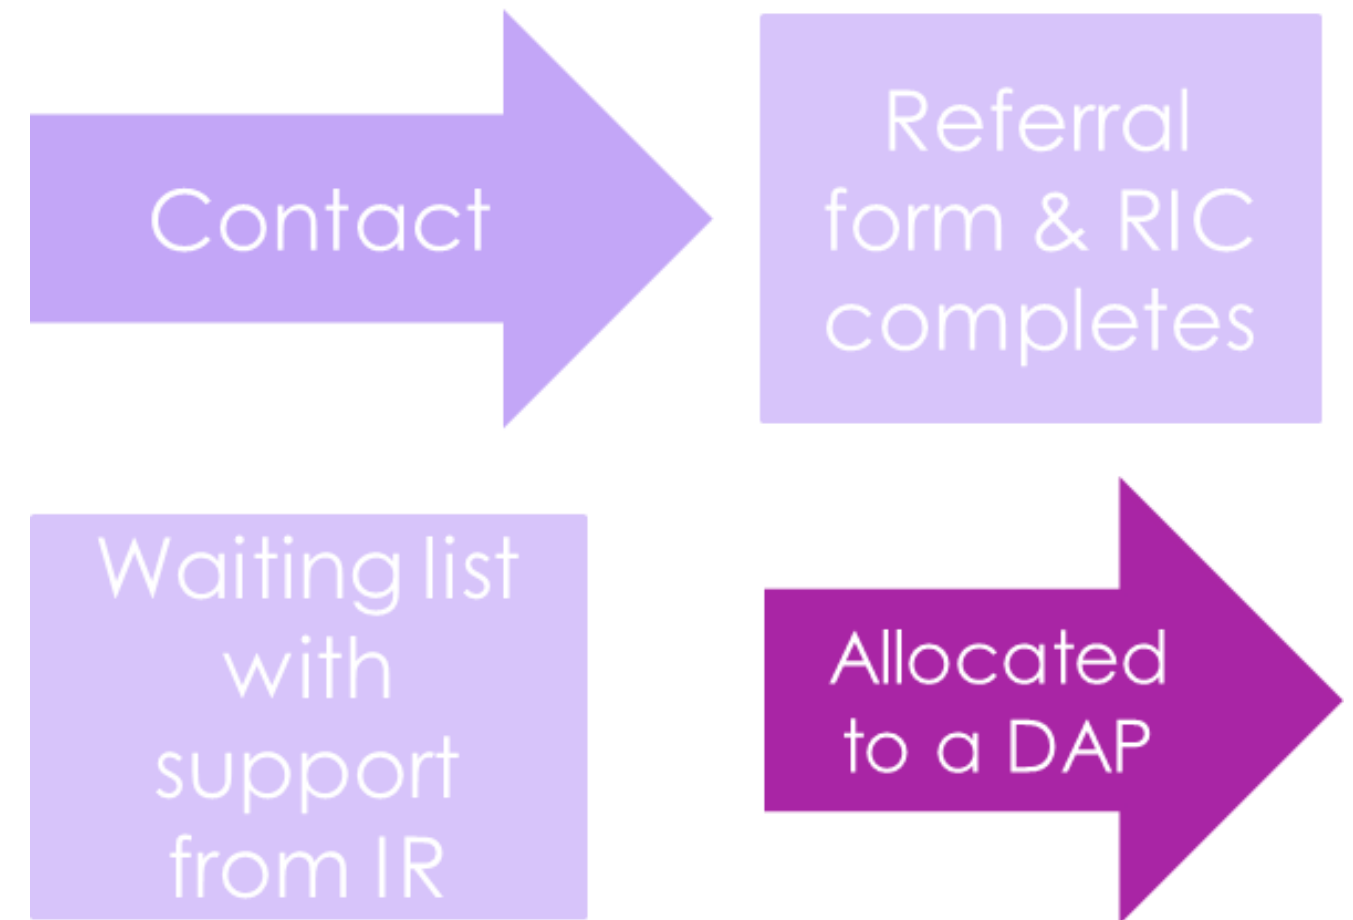 Contact
Referral
form & RIC
completes
Waiting list
with
support
from IR
Allocated
to a DAP